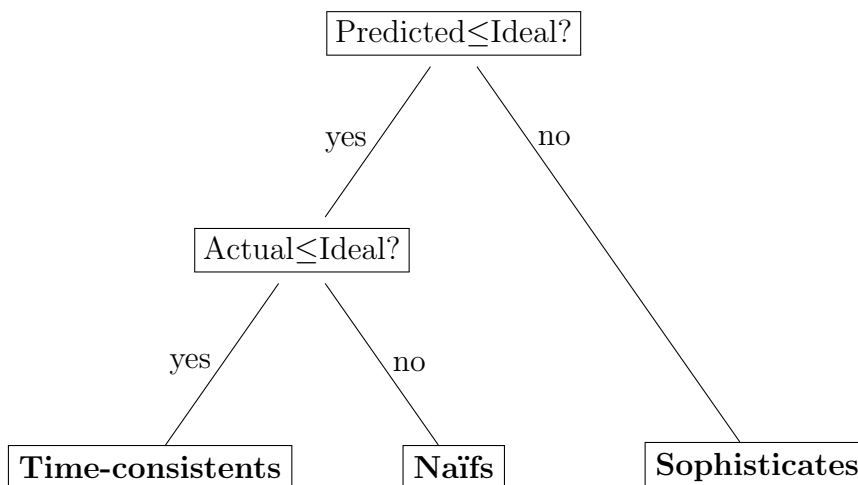 Predicted≤Ideal?
yes
no
Actual≤Ideal?
yes
no
Time-consistents
Naïfs
Sophisticates